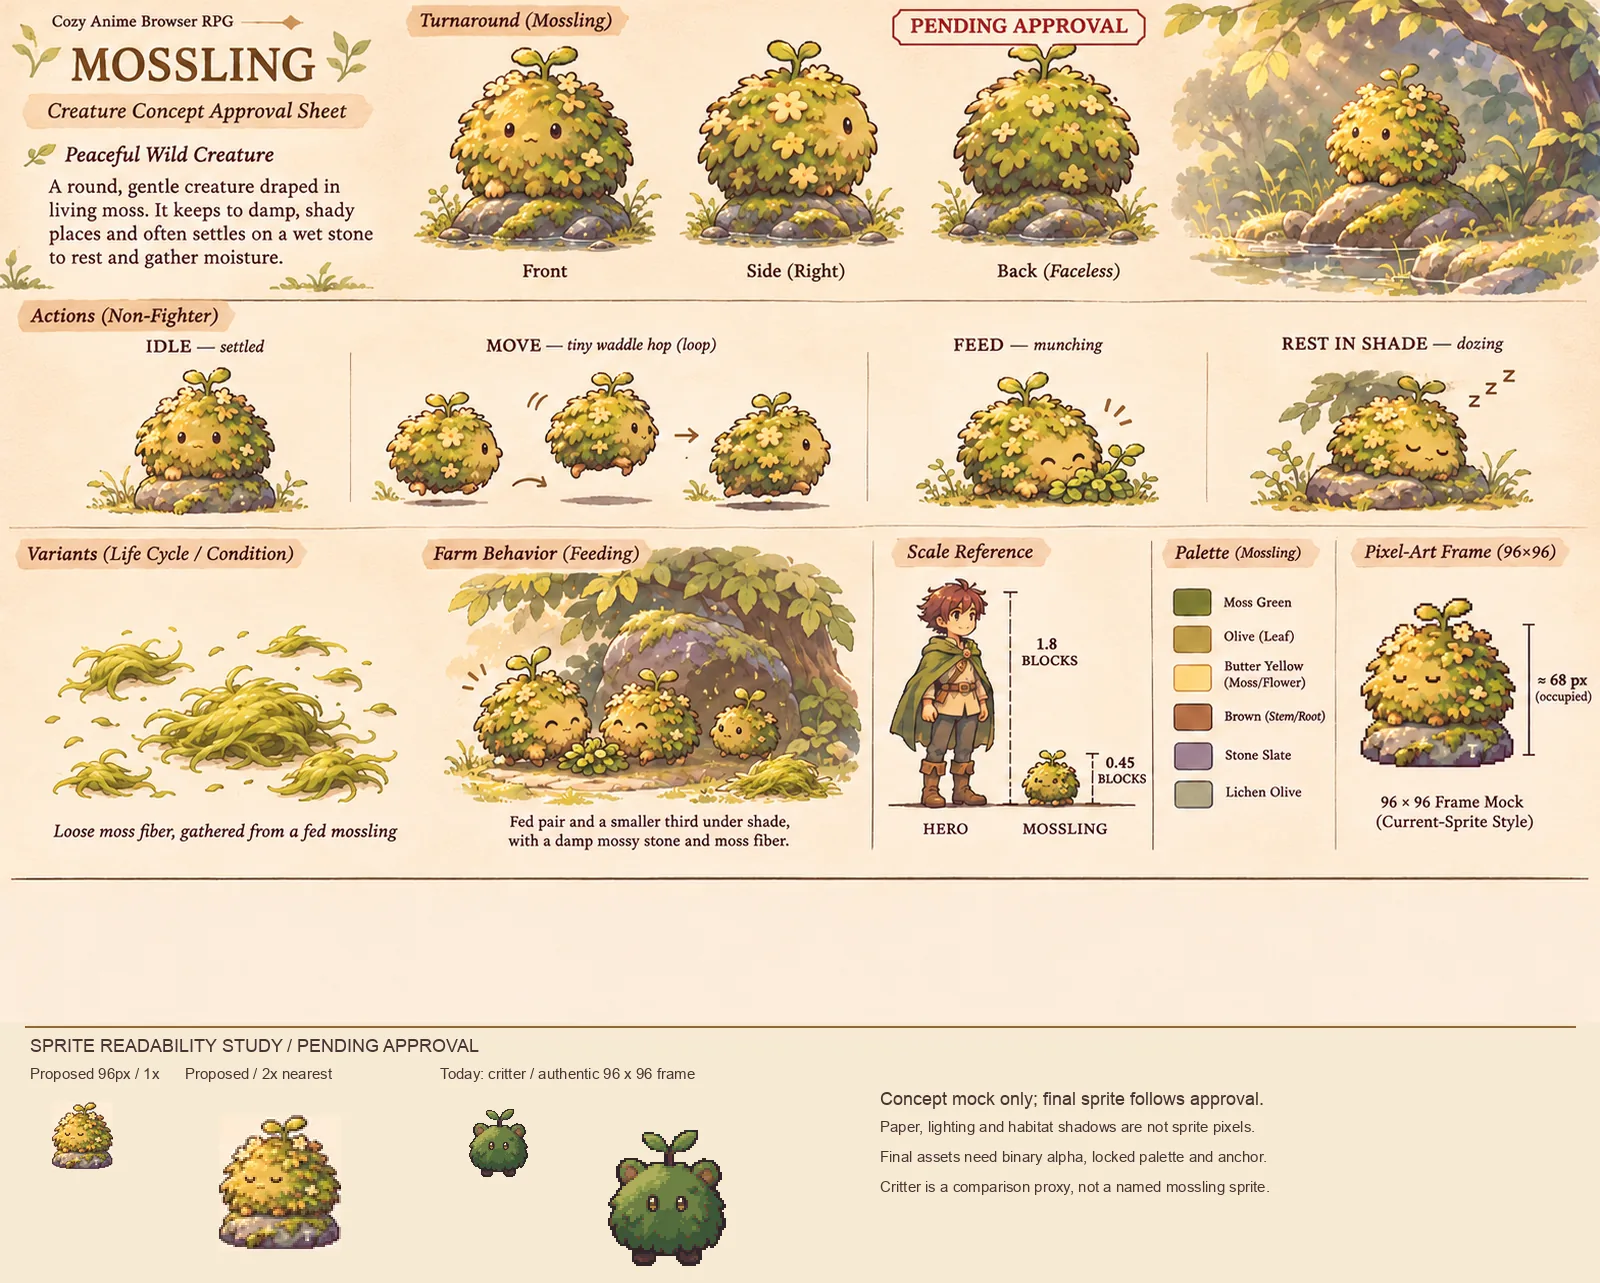 Cozy Anime Browser RPG
MOSSLING
Creature Concept Approval Sheet
Peaceful Wild Creature
A round, gentle creature draped in
living moss. It keeps to damp, shady
places and often settles on a wet stone
to rest and gather moisture.
Turnaround (Mossling)
PENDING APPROVAL
Front
Side (Right)
Back (Faceless)
Actions (Non-Fighter)
IDLE — settled
MOVE — tiny waddle hop (loop)
FEED — munching
REST IN SHADE — dozing
z z z
Variants (Life Cycle / Condition)
Loose moss fiber, gathered from a fed mossling
Farm Behavior (Feeding)
Fed pair and a smaller third under shade,
with a damp mossy stone and moss fiber.
Scale Reference
1.8
BLOCKS
0.45
BLOCKS
HERO
MOSSLING
Palette (Mossling)
Moss Green
Olive (Leaf)
Butter Yellow
(Moss/Flower)
Brown (Stem/Root)
Stone Slate
Lichen Olive
Pixel-Art Frame (96×96)
≈ 68 px
(occupied)
96 × 96 Frame Mock
(Current-Sprite Style)
SPRITE READABILITY STUDY / PENDING APPROVAL
Proposed 96px / 1x
Proposed / 2x nearest
Today: critter / authentic 96 x 96 frame
Concept mock only; final sprite follows approval.
Paper, lighting and habitat shadows are not sprite pixels.
Final assets need binary alpha, locked palette and anchor.
Critter is a comparison proxy, not a named mossling sprite.